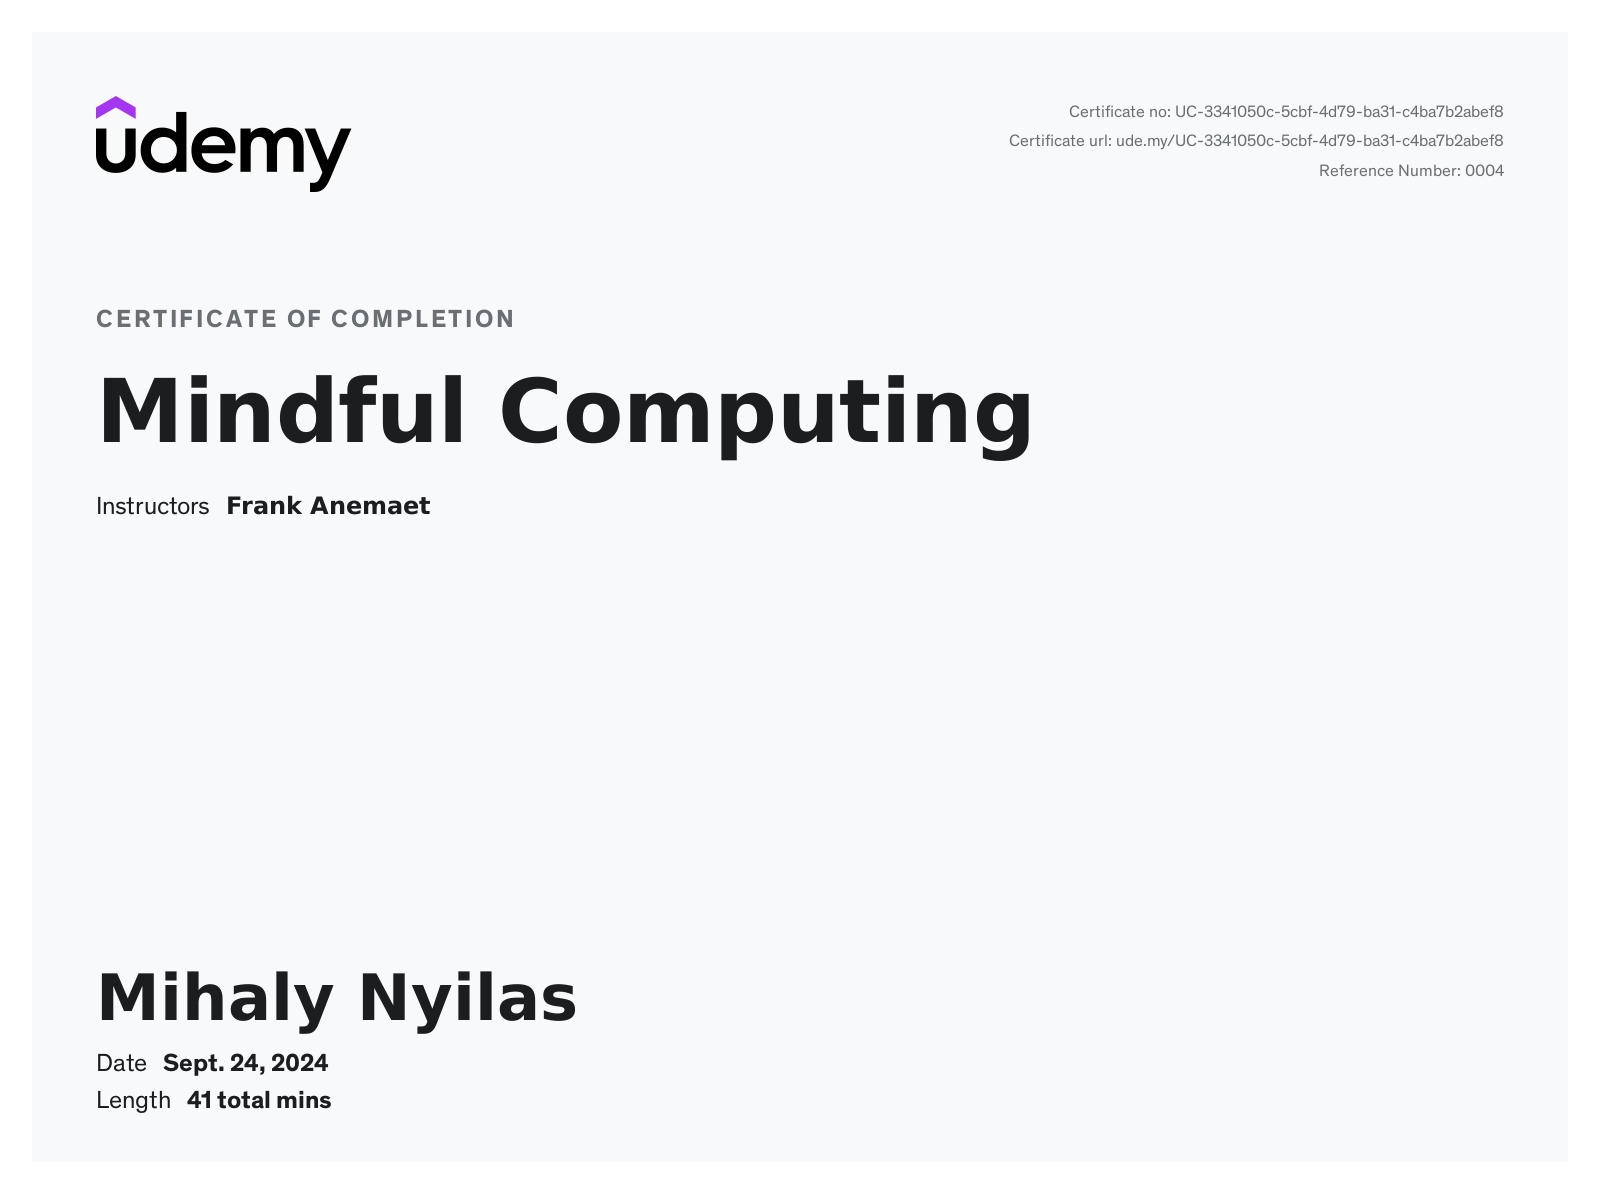 udemy
Certificate no: UC-3341050c-5cbf-4d79-ba31-c4ba7b2abef8
Certificate url: ude.my/UC-3341050c-5cbf-4d79-ba31-c4ba7b2abef8
Reference Number: 0004
CERTIFICATE OF COMPLETION
Mindful Computing
Instructors Frank Anemaet
Mihaly Nyilas
Date Sept. 24, 2024
Length 41 total mins